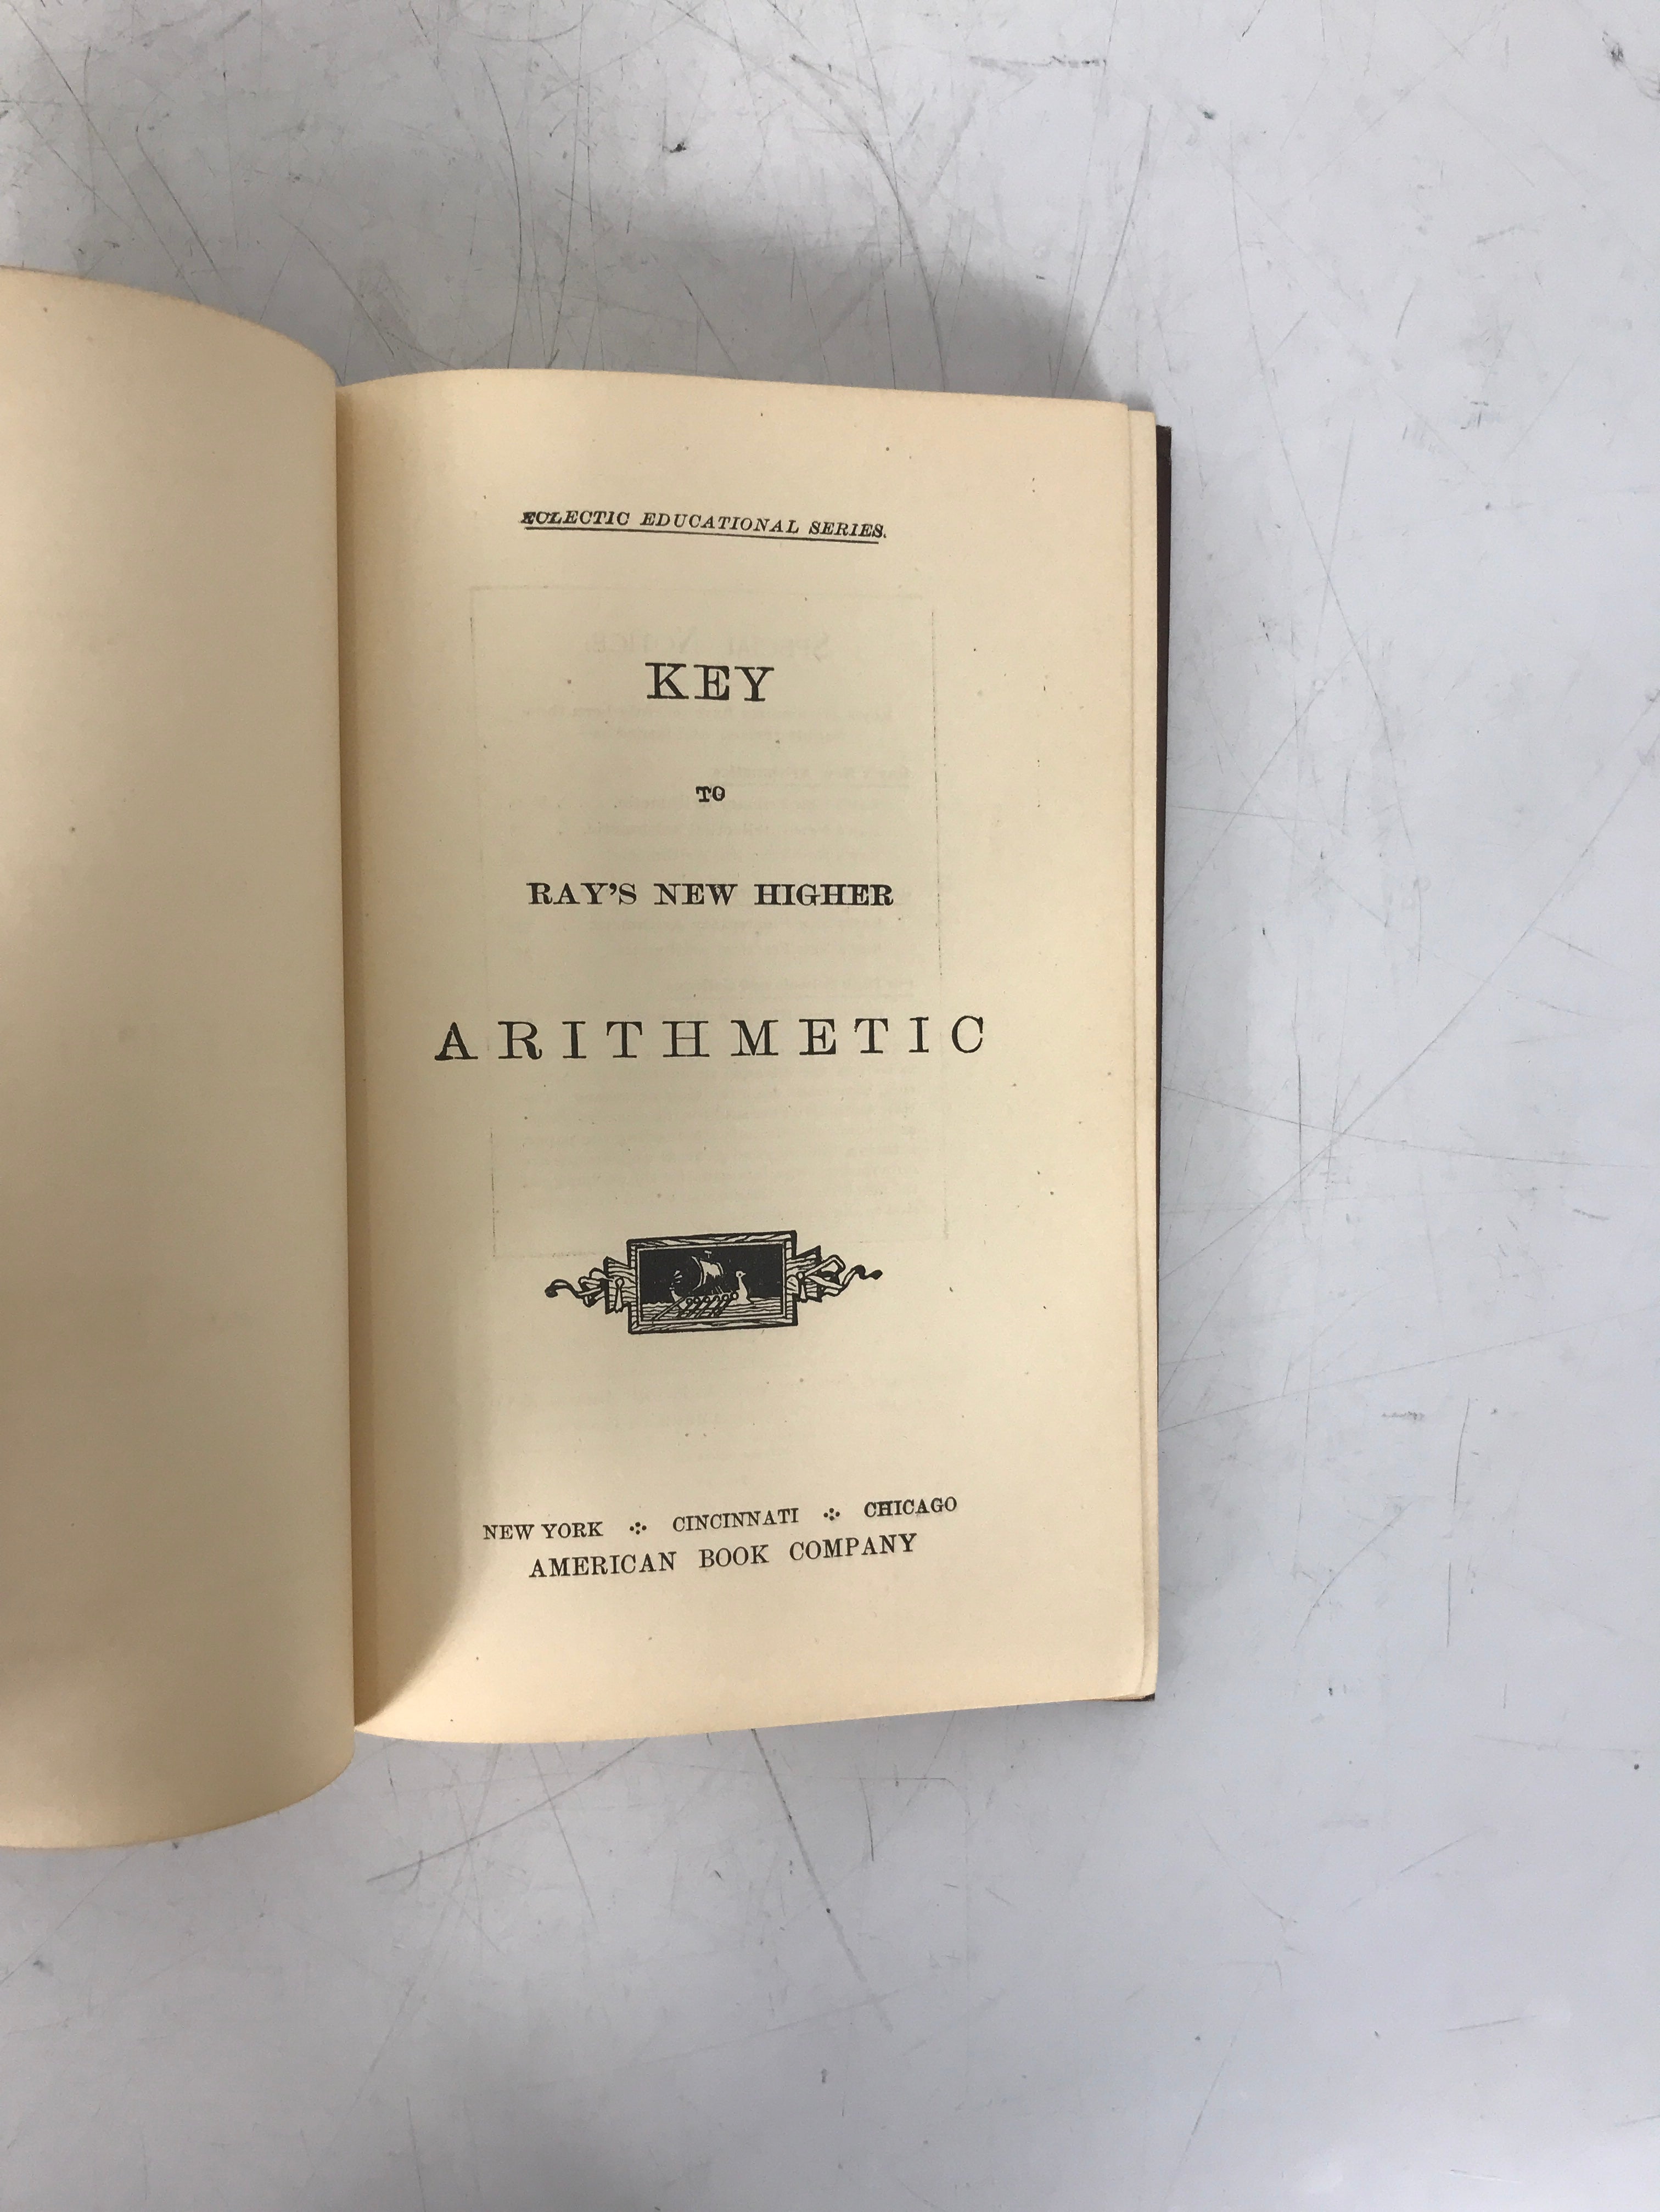 ECLECTIC EDUCATIONAL SERIES.
KEY
TO
RAY'S NEW HIGHER
ARITHMETIC
NEW YORK ⁘ CINCINNATI ⁘ CHICAGO
AMERICAN BOOK COMPANY